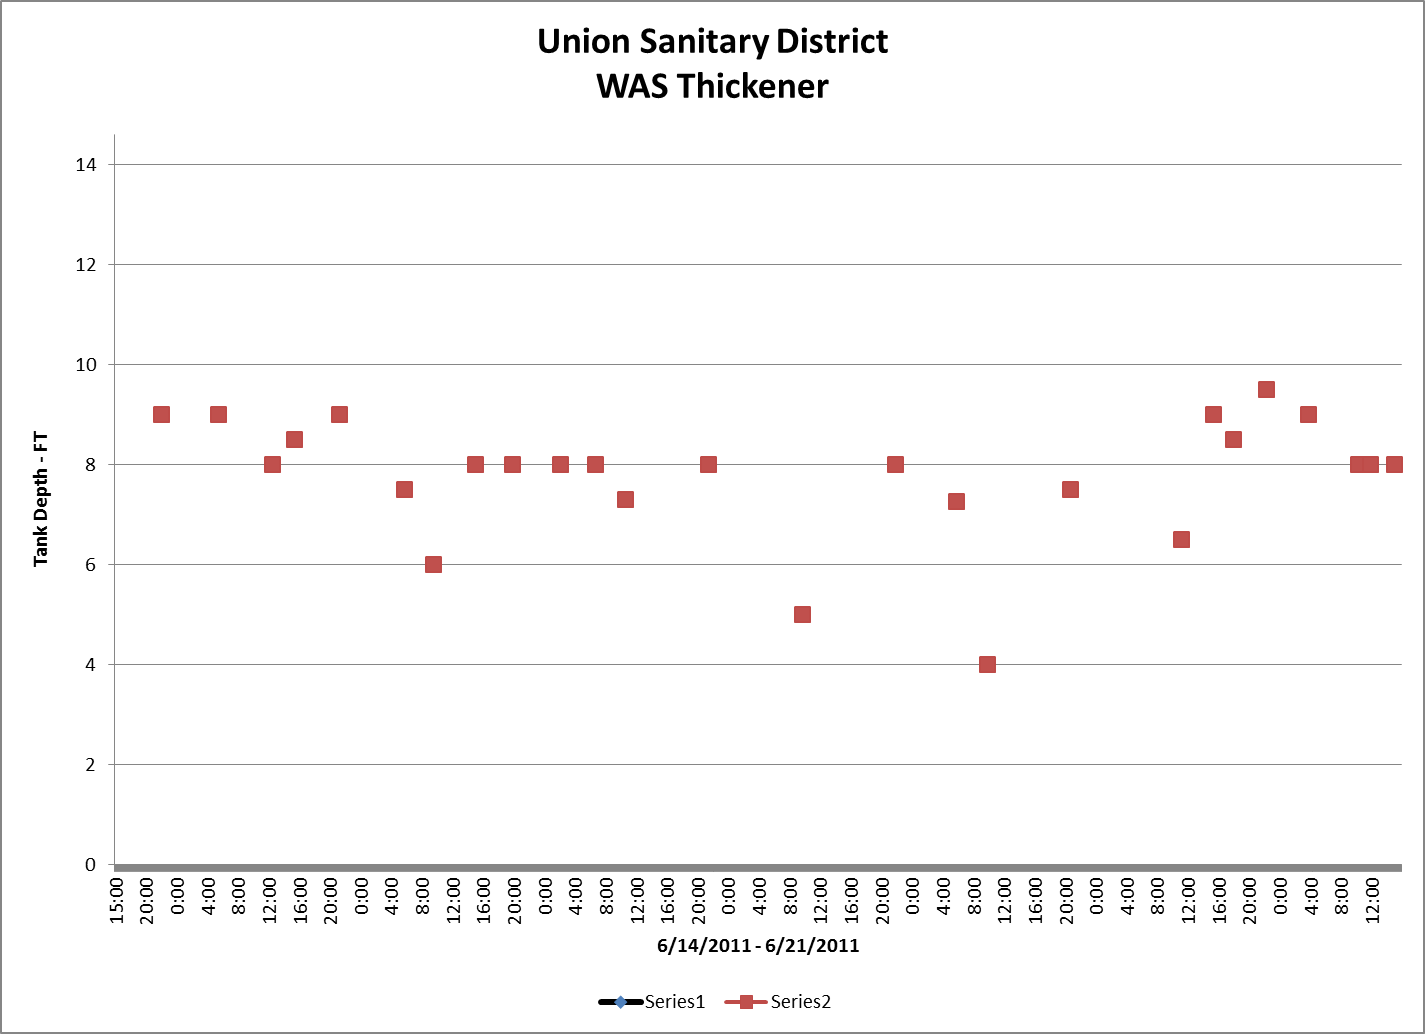 Union Sanitary District
WAS Thickener
14
12
10
8
6
4
2
0
Tank Depth - FT
15:00 20:00 0:00 4:00 8:00 12:00 16:00 20:00 0:00 4:00 8:00 12:00 16:00 20:00 0:00 4:00 8:00 12:00 16:00 20:00 0:00 4:00 8:00 12:00 16:00 20:00 0:00 4:00 8:00 12:00 16:00 20:00 0:00 4:00 8:00 12:00 16:00 20:00 0:00 4:00 8:00 12:00
6/14/2011 - 6/21/2011
Series1 Series2